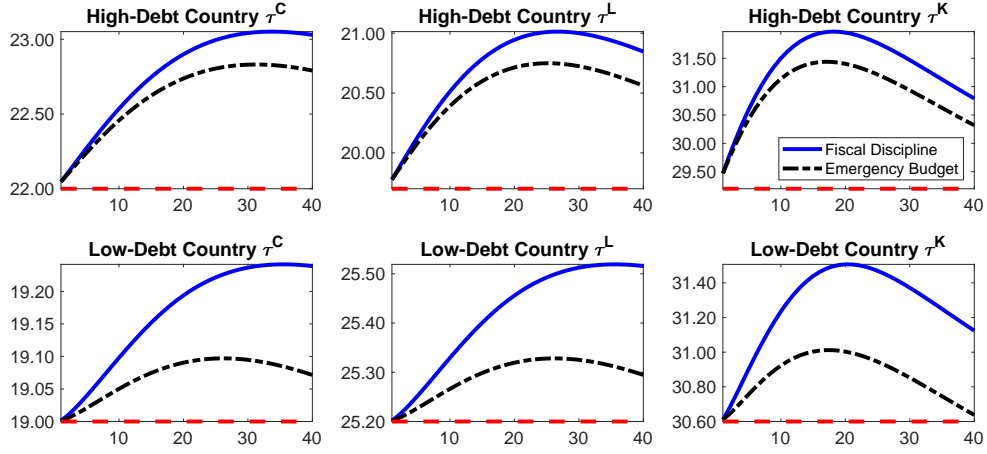 High-Debt Country τ^C
23.00
22.50
22.00
10 20 30 40
High-Debt Country τ^L
21.00
20.50
20.00
10 20 30 40
High-Debt Country τ^K
31.50
31.00
30.50
30.00
29.50
Fiscal Discipline
Emergency Budget
10 20 30 40
Low-Debt Country τ^C
19.20
19.15
19.10
19.05
19.00
10 20 30 40
Low-Debt Country τ^L
25.50
25.40
25.30
25.20
10 20 30 40
Low-Debt Country τ^K
31.40
31.20
31.00
30.80
30.60
10 20 30 40